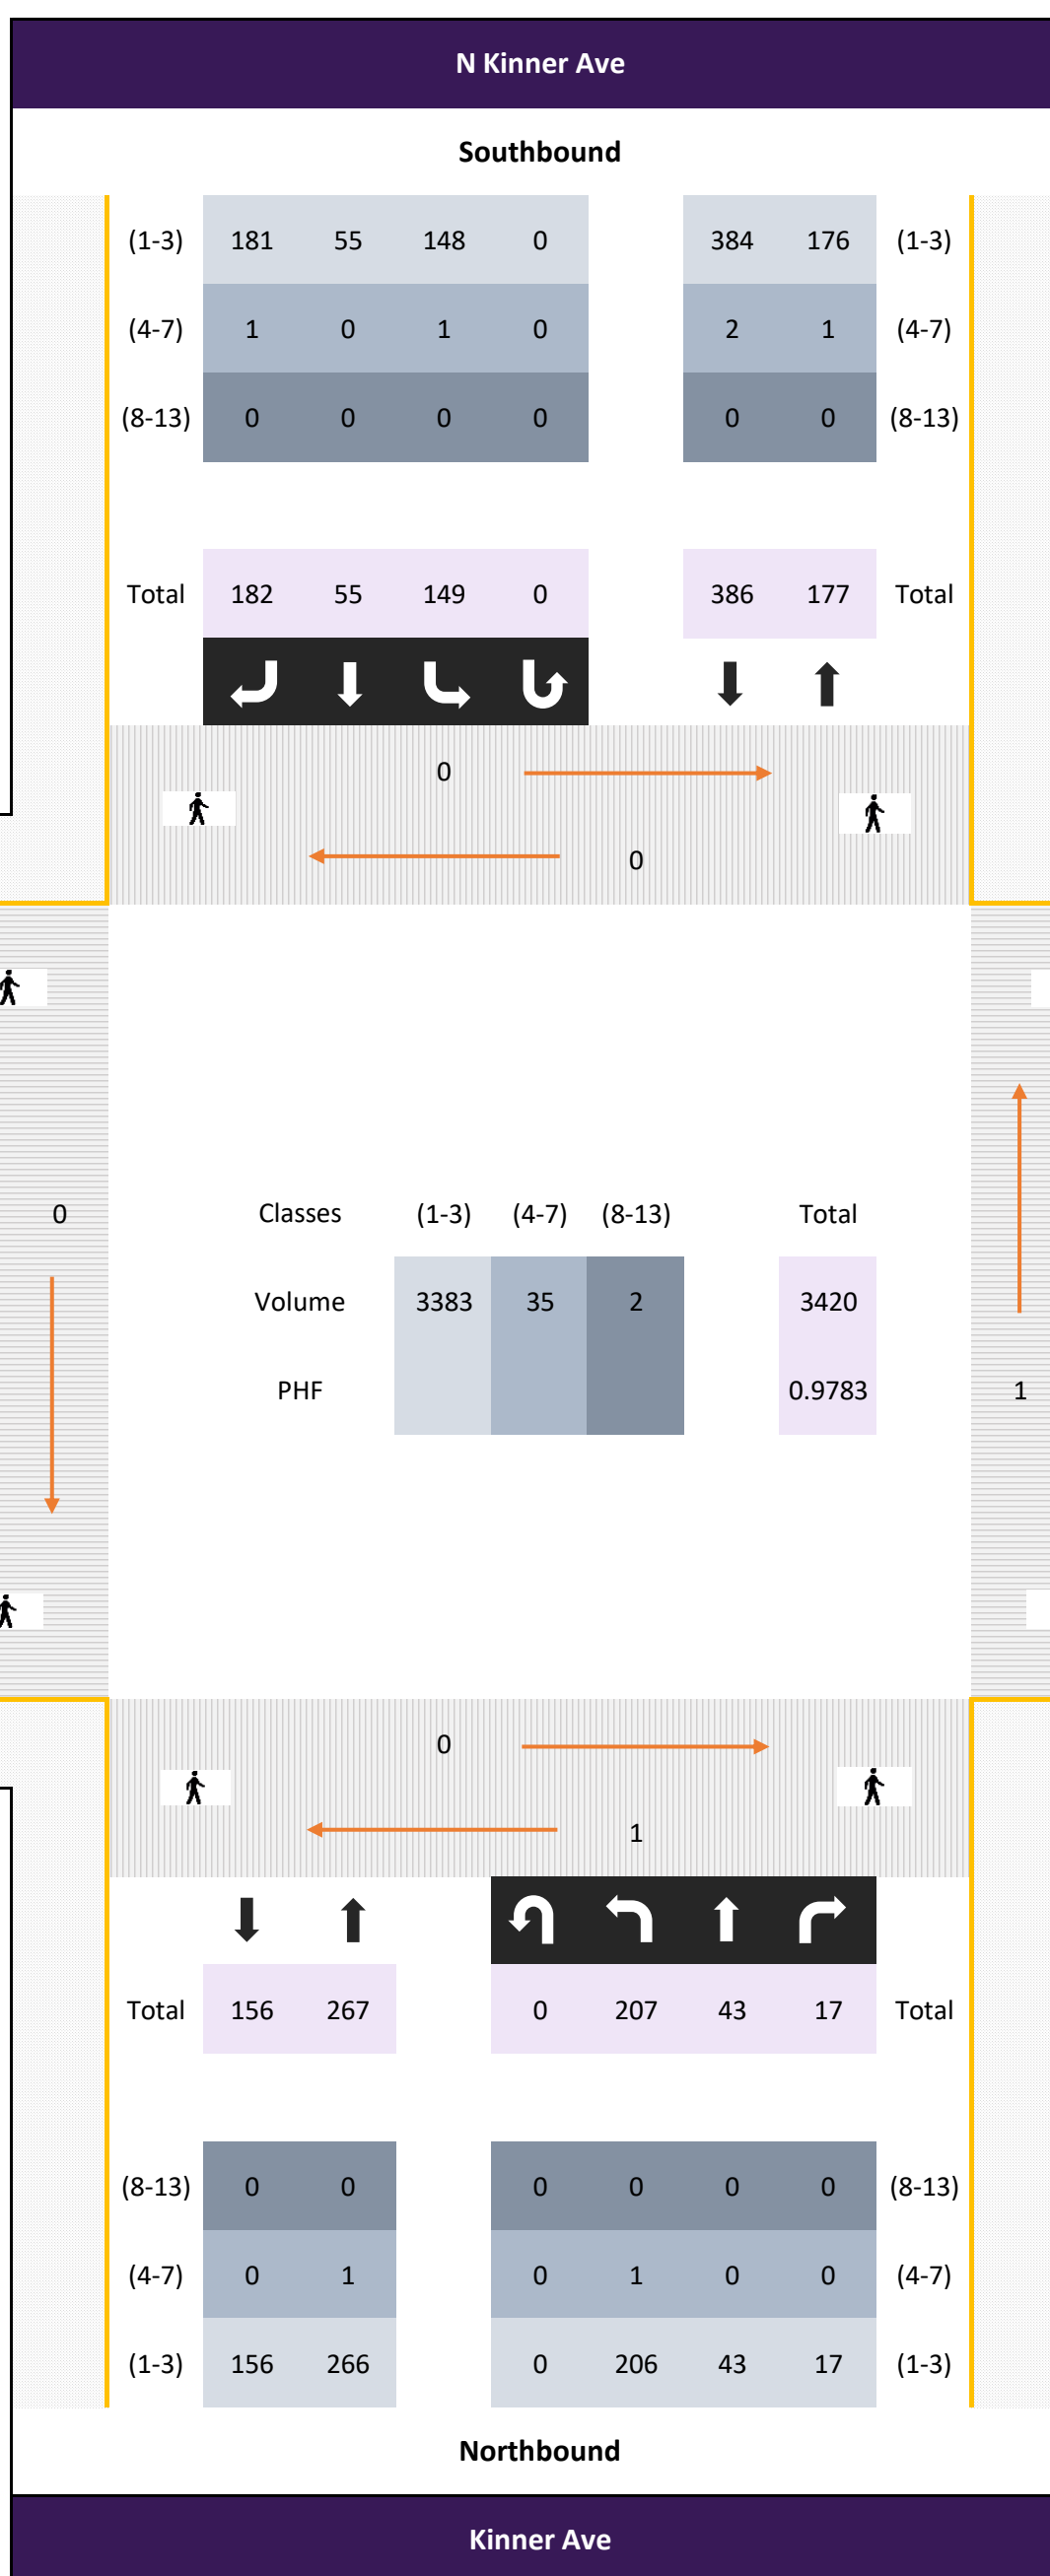 N Kinner Ave
Southbound
(1-3) 181 55 148 0 384 176 (1-3)
(4-7) 1 0 1 0 2 1 (4-7)
(8-13) 0 0 0 0 0 0 (8-13)
Total 182 55 149 0 386 177 Total
0
0
0 Classes (1-3) (4-7) (8-13) Total
Volume 3383 35 2 3420
PHF 0.9783 1
0
1
Total 156 267 0 207 43 17 Total
(8-13) 0 0 0 0 0 0 (8-13)
(4-7) 0 1 0 1 0 0 (4-7)
(1-3) 156 266 0 206 43 17 (1-3)
Northbound
Kinner Ave